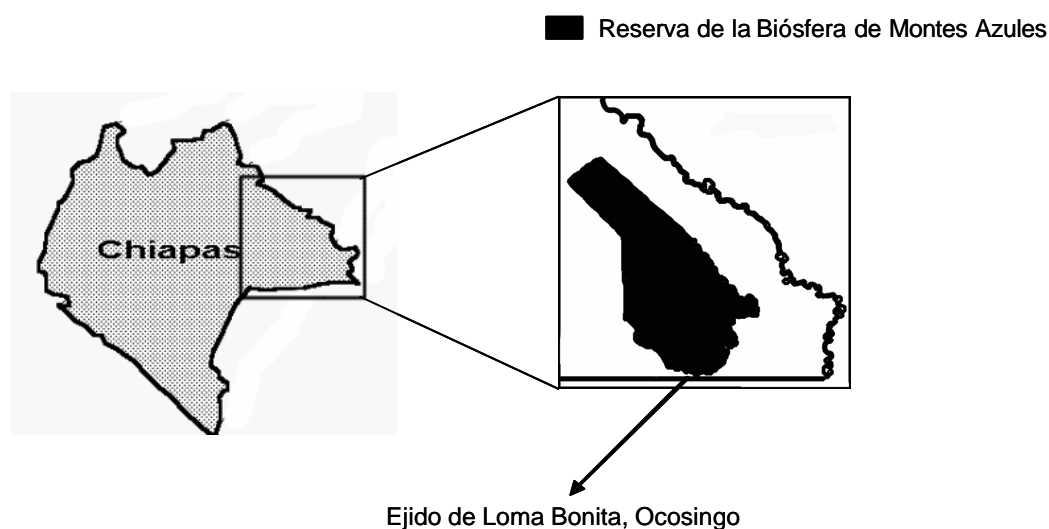 Reserva de la Biósfera de Montes Azules
Chiapas
Ejido de Loma Bonita, Ocosingo